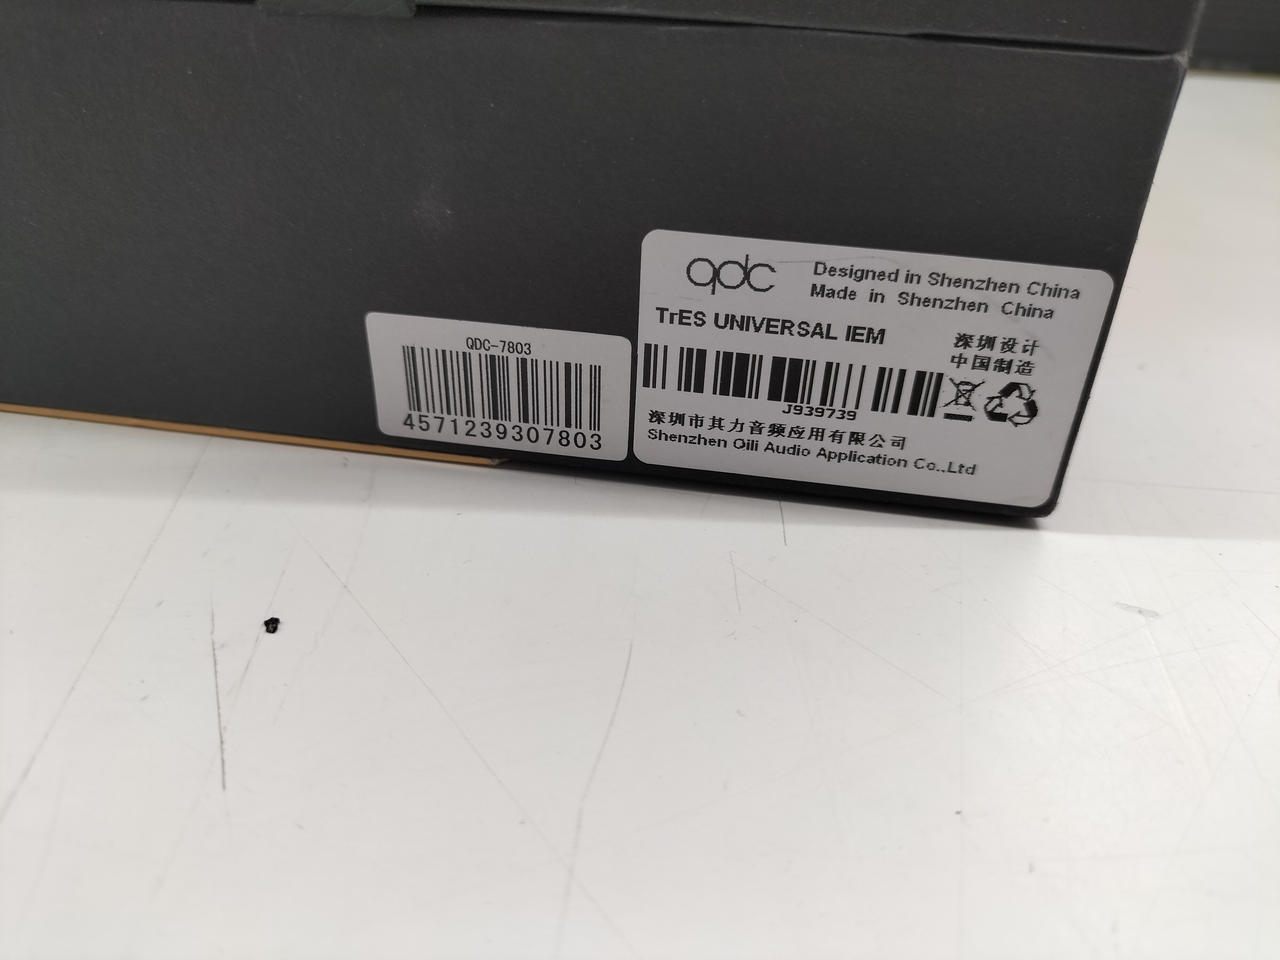 QDC-7803
4571239307803
qdc
Designed in Shenzhen China
Made in Shenzhen China
TrES UNIVERSAL IEM
深圳设计
中国制造
J939739
深圳市其力音频应用有限公司
Shenzhen Qili Audio Application Co.,Ltd